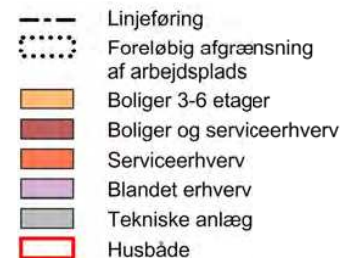 Linjeføring
Foreløbig afgrænsning
af arbejdsplads
Boliger 3-6 etager
Boliger og serviceerhverv
Serviceerhverv
Blandet erhverv
Tekniske anlæg
Husbåde